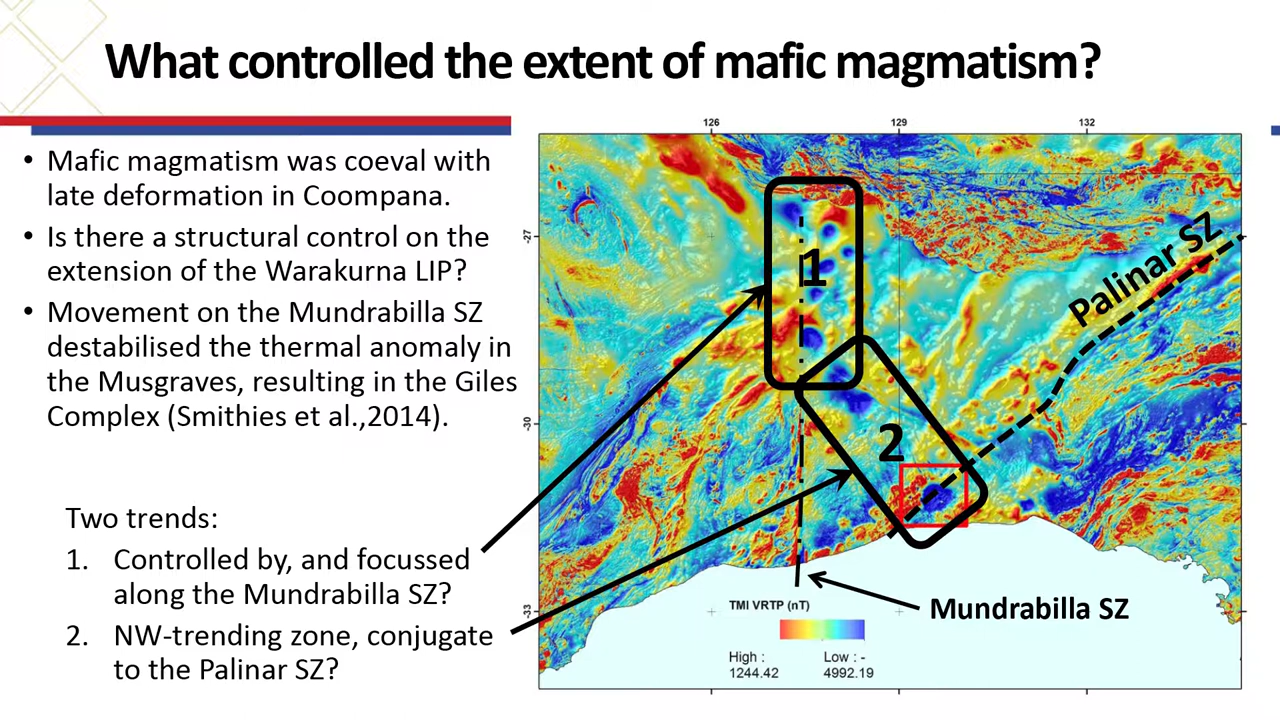 What controlled the extent of mafic magmatism?
• Mafic magmatism was coeval with
late deformation in Coompana.
• Is there a structural control on the
extension of the Warakurna LIP?
• Movement on the Mundrabilla SZ
destabilised the thermal anomaly in
the Musgraves, resulting in the Giles
Complex (Smithies et al.,2014).
Two trends:
1. Controlled by, and focussed
along the Mundrabilla SZ?
2. NW-trending zone, conjugate
to the Palinar SZ?
126 129 132
-27
-30
-33
1
2
Palinar SZ
Mundrabilla SZ
TMI VRTP (nT)
High : Low : -
1244.42 4992.19